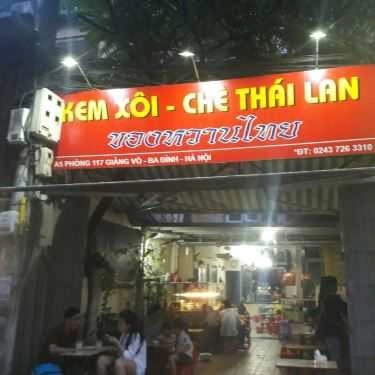 KEM XÔI - CHÈ THÁI LAN
ของหวานไทย
A5 PHÒNG 117 GIẢNG VÕ - BA ĐÌNH - HÀ NỘI
*ĐT: 0243 726 3310